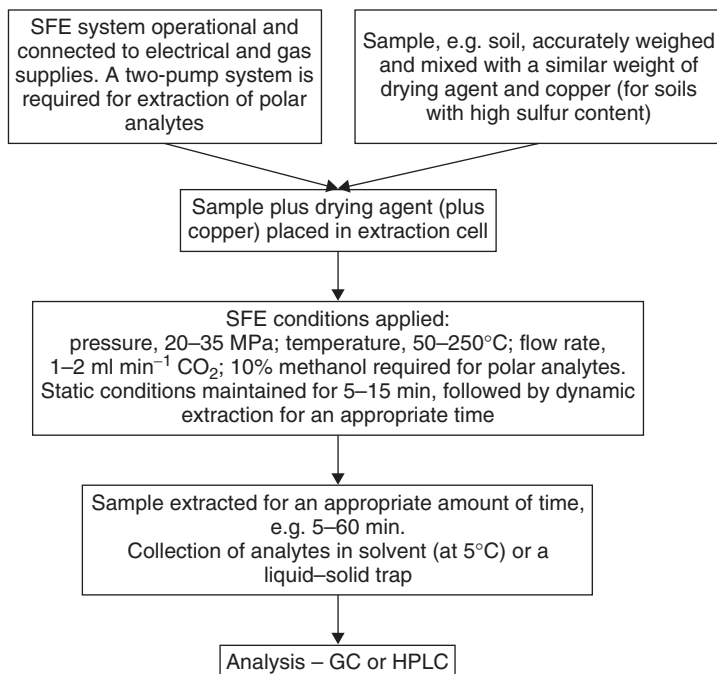 SFE system operational and
connected to electrical and gas
supplies. A two-pump system is
required for extraction of polar
analytes
Sample, e.g. soil, accurately weighed
and mixed with a similar weight of
drying agent and copper (for soils
with high sulfur content)
Sample plus drying agent (plus
copper) placed in extraction cell
SFE conditions applied:
pressure, 20–35 MPa; temperature, 50–250°C; flow rate,
1–2 ml min⁻¹ CO₂; 10% methanol required for polar analytes.
Static conditions maintained for 5–15 min, followed by dynamic
extraction for an appropriate time
Sample extracted for an appropriate amount of time,
e.g. 5–60 min.
Collection of analytes in solvent (at 5°C) or a
liquid–solid trap
Analysis – GC or HPLC